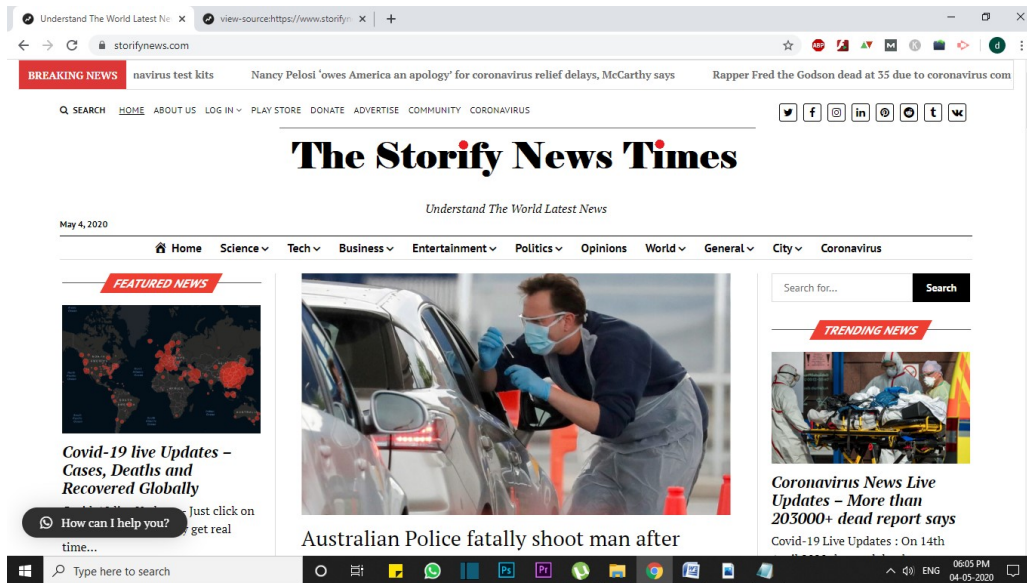 Understand The World Latest Ne
view-source:https://www.storifyn
storifynews.com
BREAKING NEWS navirus test kits Nancy Pelosi ‘owes America an apology’ for coronavirus relief delays, McCarthy says Rapper Fred the Godson dead at 35 due to coronavirus com
SEARCH HOME ABOUT US LOG IN PLAY STORE DONATE ADVERTISE COMMUNITY CORONAVIRUS
The Storify News Times
Understand The World Latest News
May 4, 2020
Home Science Tech Business Entertainment Politics Opinions World General City Coronavirus
FEATURED NEWS
Covid-19 live Updates –
Cases, Deaths and
Recovered Globally
Just click on
get real
time...
How can I help you?
Australian Police fatally shoot man after
Search for... Search
TRENDING NEWS
Coronavirus News Live
Updates – More than
203000+ dead report says
Covid-19 Live Updates : On 14th
Type here to search
ENG
06:05 PM
04-05-2020